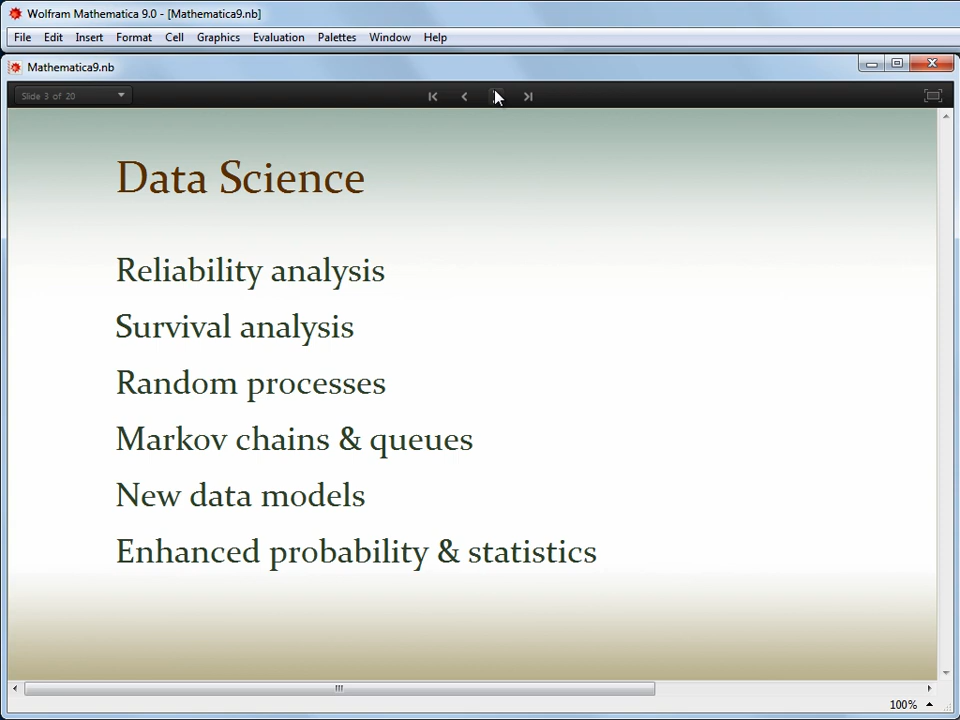 Wolfram Mathematica 9.0 - [Mathematica9.nb]
File Edit Insert Format Cell Graphics Evaluation Palettes Window Help
Mathematica9.nb
Slide 3 of 20
Data Science
Reliability analysis
Survival analysis
Random processes
Markov chains & queues
New data models
Enhanced probability & statistics
100%